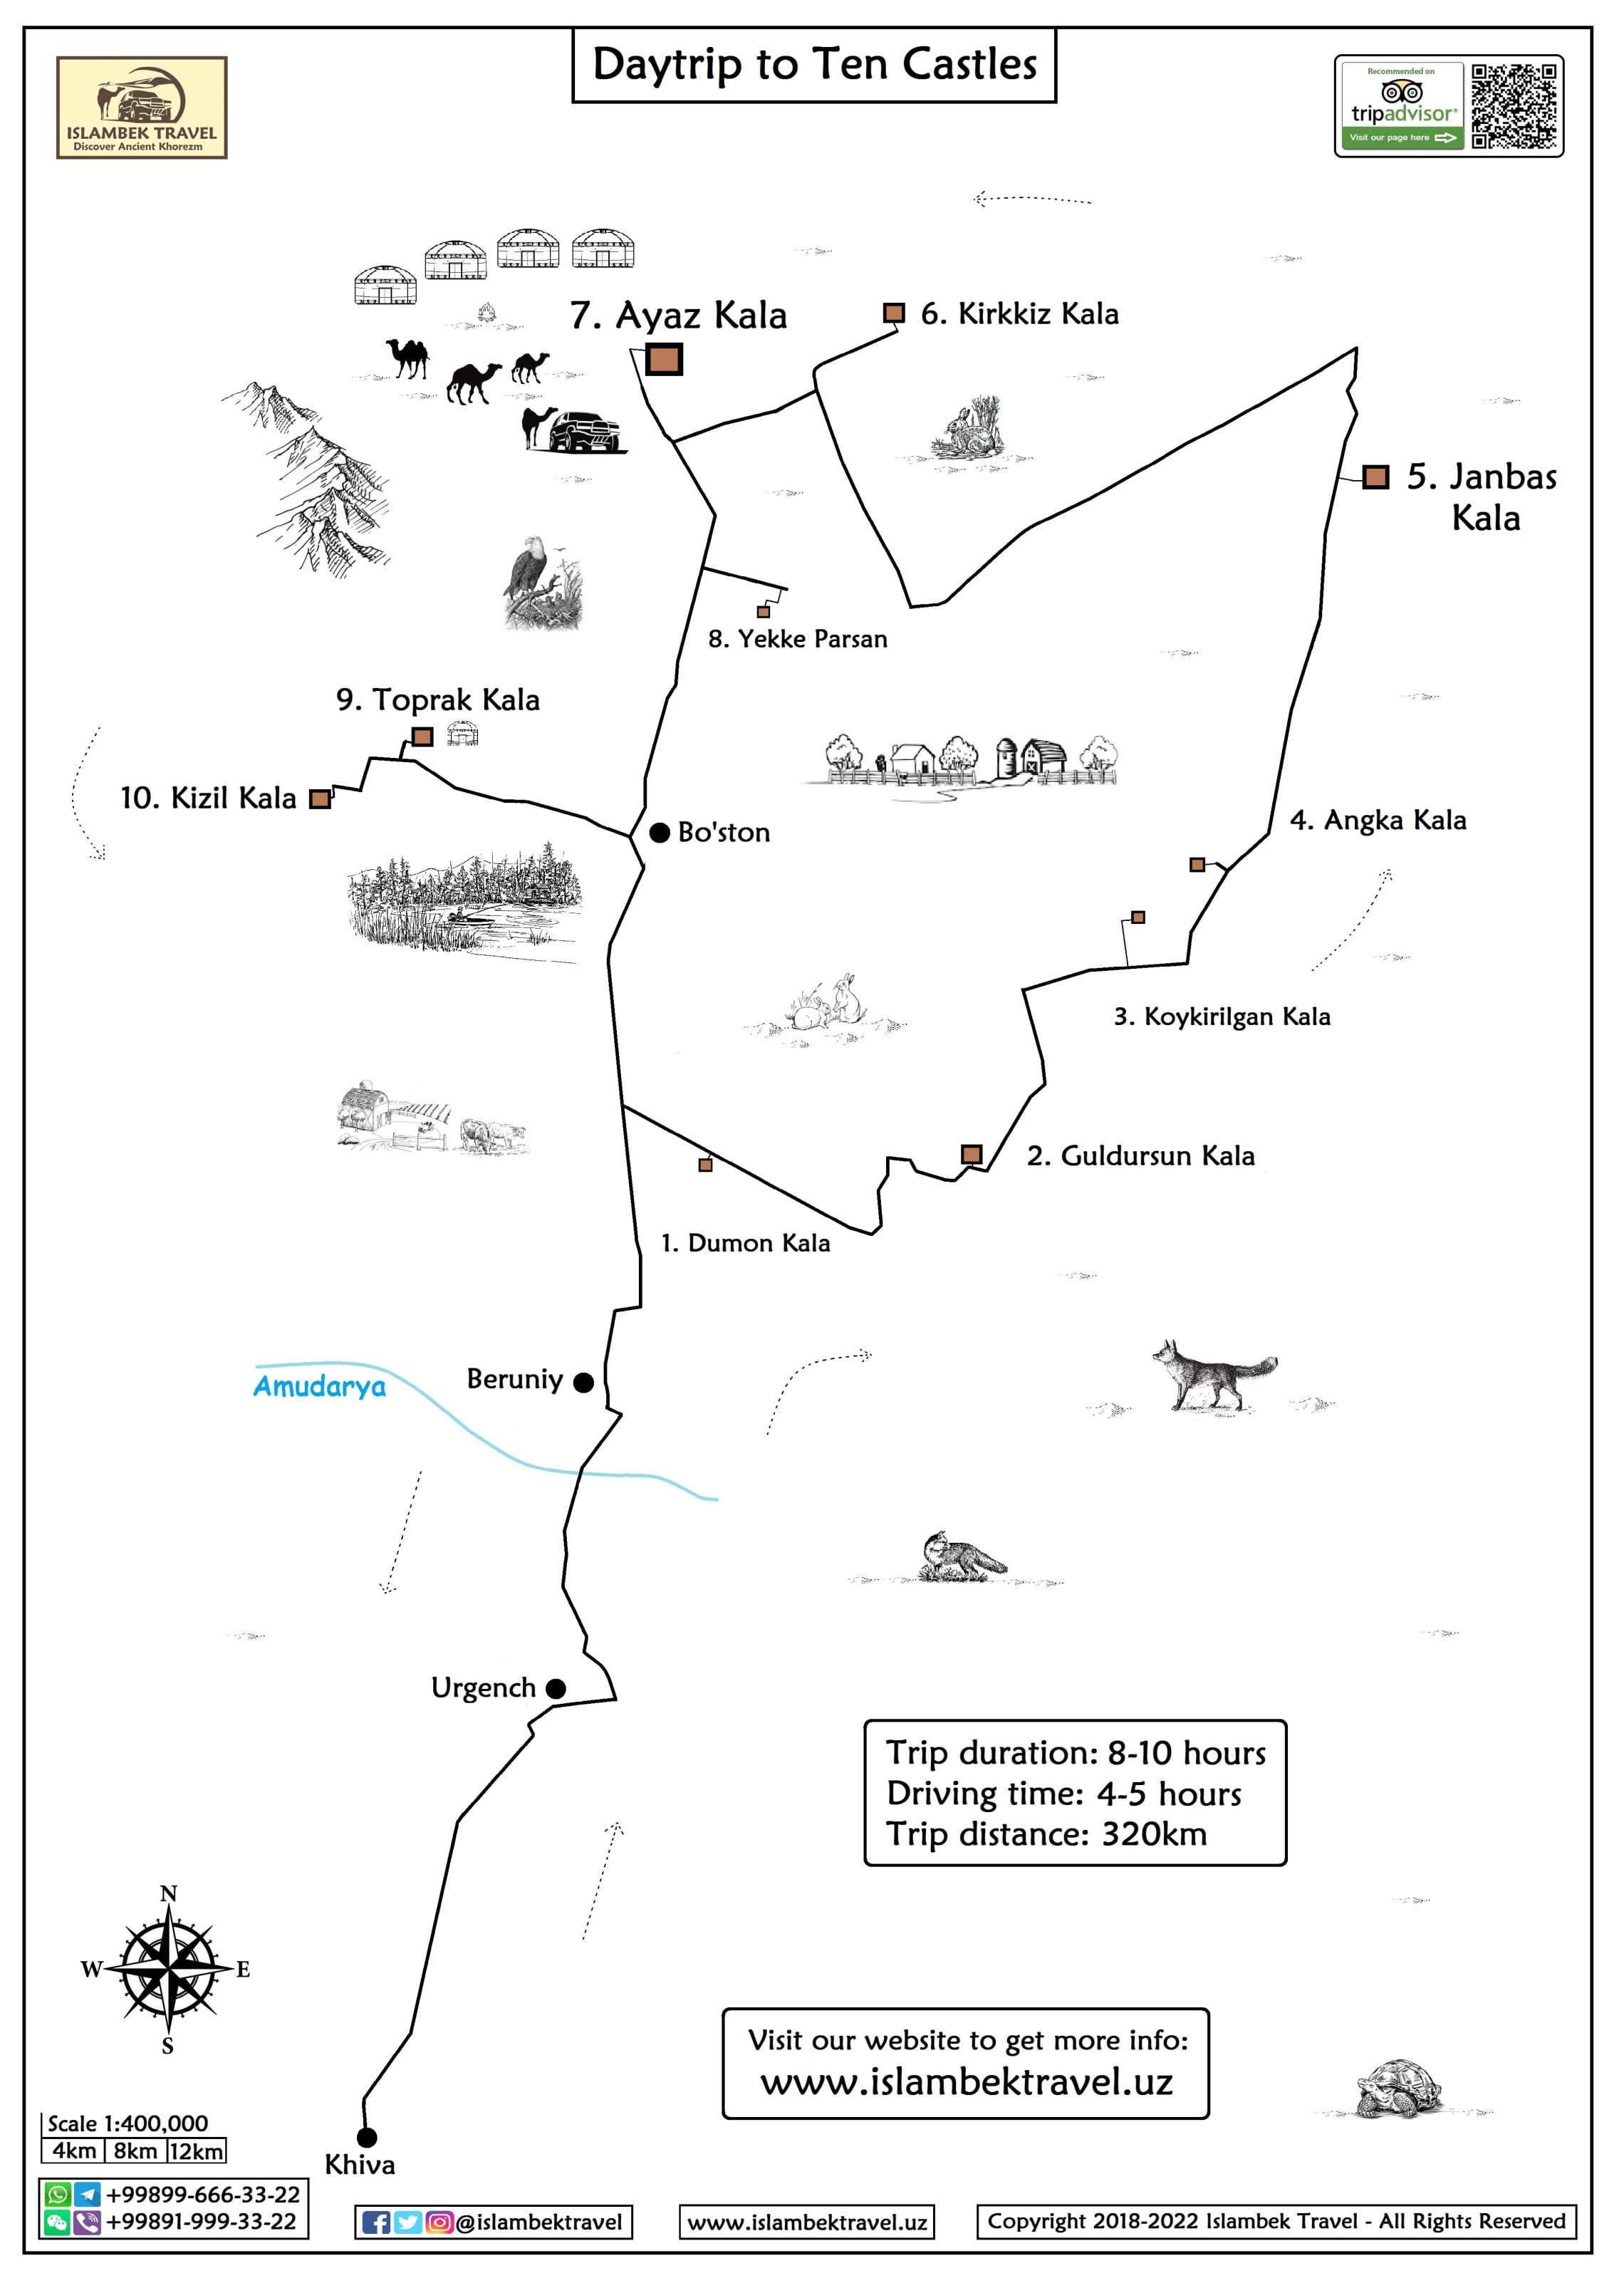 Daytrip to Ten Castles
ISLAMBEK TRAVEL
Discover Ancient Khorezm
Recommended on
tripadvisor®
Visit our page here
7. Ayaz Kala
6. Kirkkiz Kala
5. Janbas
Kala
8. Yekke Parsan
9. Toprak Kala
10. Kizil Kala
Bo'ston
4. Angka Kala
3. Koykirilgan Kala
2. Guldursun Kala
1. Dumon Kala
Beruniy
Amudarya
Urgench
Trip duration: 8-10 hours
Driving time: 4-5 hours
Trip distance: 320km
N
W
E
S
Visit our website to get more info:
www.islambektravel.uz
Scale 1:400,000
4km 8km 12km
Khiva
+99899-666-33-22
+99891-999-33-22
@islambektravel
www.islambektravel.uz
Copyright 2018-2022 Islambek Travel - All Rights Reserved